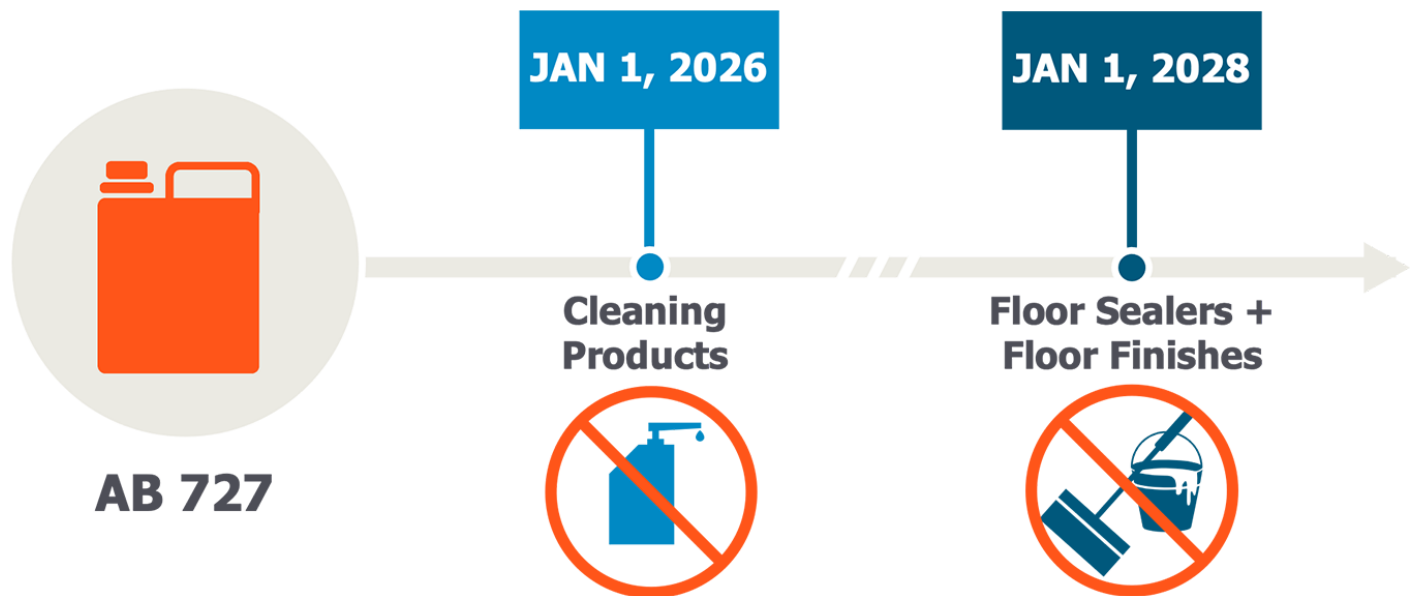 JAN 1, 2026
JAN 1, 2028
Cleaning
Products
Floor Sealers +
Floor Finishes
AB 727